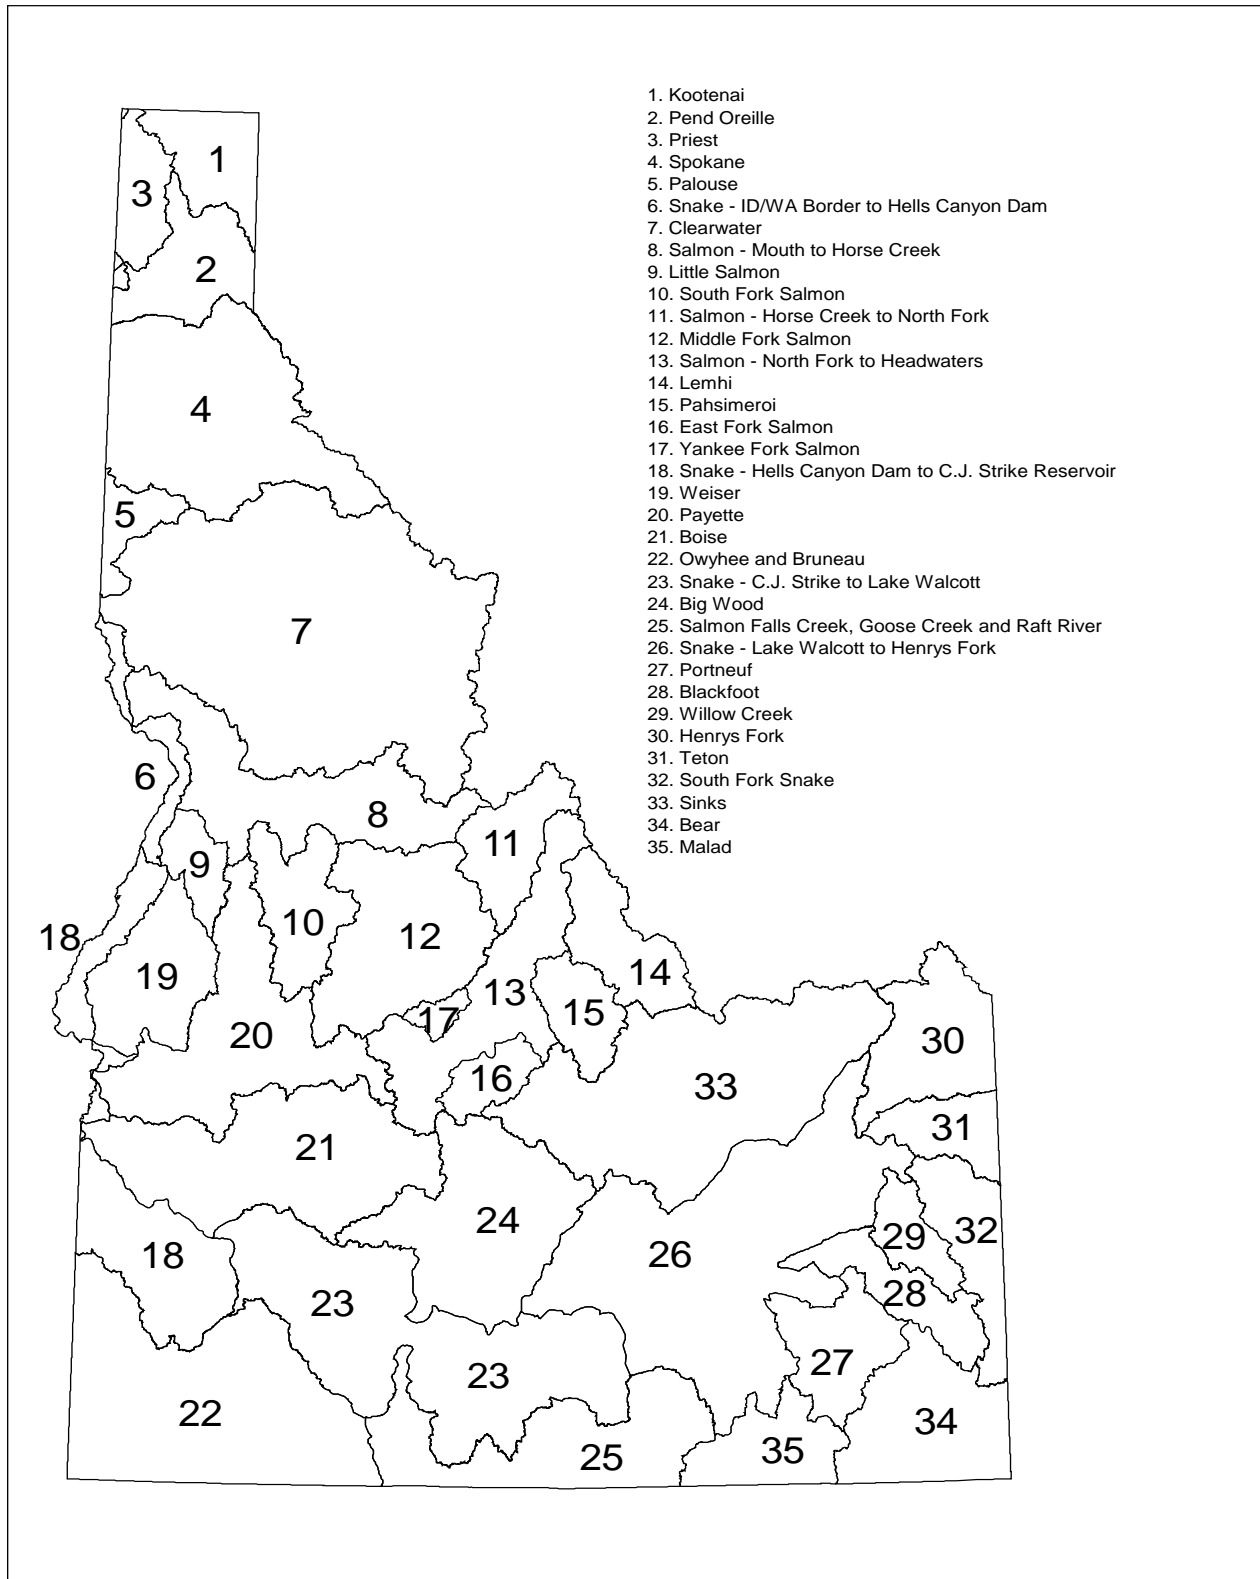 1. Kootenai
2. Pend Oreille
3. Priest
4. Spokane
5. Palouse
6. Snake - ID/WA Border to Hells Canyon Dam
7. Clearwater
8. Salmon - Mouth to Horse Creek
9. Little Salmon
10. South Fork Salmon
11. Salmon - Horse Creek to North Fork
12. Middle Fork Salmon
13. Salmon - North Fork to Headwaters
14. Lemhi
15. Pahsimeroi
16. East Fork Salmon
17. Yankee Fork Salmon
18. Snake - Hells Canyon Dam to C.J. Strike Reservoir
19. Weiser
20. Payette
21. Boise
22. Owyhee and Bruneau
23. Snake - C.J. Strike to Lake Walcott
24. Big Wood
25. Salmon Falls Creek, Goose Creek and Raft River
26. Snake - Lake Walcott to Henrys Fork
27. Portneuf
28. Blackfoot
29. Willow Creek
30. Henrys Fork
31. Teton
32. South Fork Snake
33. Sinks
34. Bear
35. Malad
1
3
2
4
5
7
6
8
11
9
10
12
18
19
14
13
15
17
20
30
16
33
31
21
24
32
29
18
26
28
23
27
23
22
34
35
25